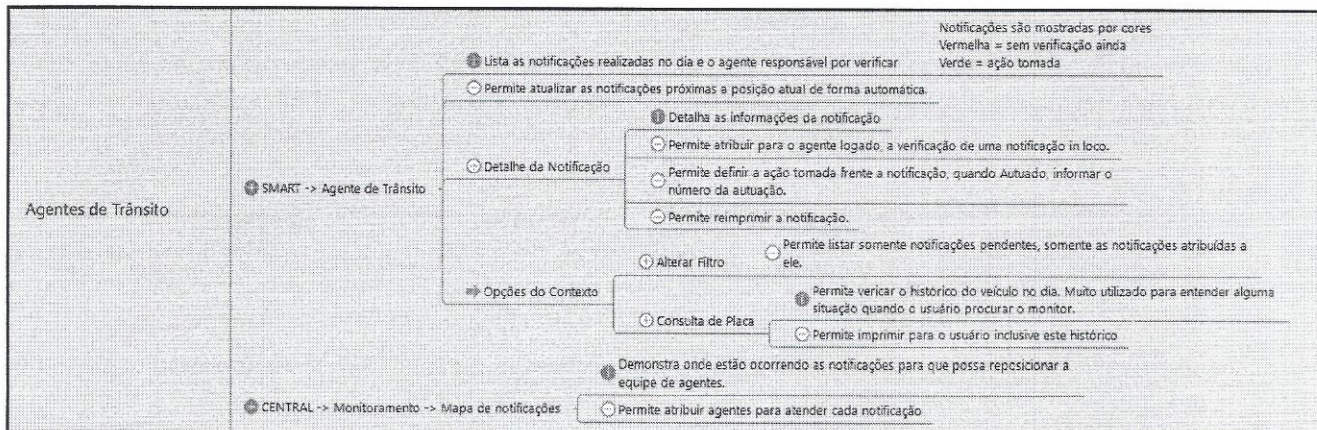 Notificações são mostradas por cores
Vermelha = sem verificação ainda
Verde = ação tomada
Lista as notificações realizadas no dia e o agente responsável por verificar
Permite atualizar as notificações próximas a posição atual de forma automática.
Detalha as informações da notificação
Permite atribuir para o agente logado, a verificação de uma notificação in loco.
Detalhe da Notificação
Permite definir a ação tomada frente a notificação, quando Autuado, informar o
número da autuação.
Permite reimprimir a notificação.
SMART -> Agente de Trânsito
Agentes de Trânsito
Alterar Filtro
Permite listar somente notificações pendentes, somente as notificações atribuídas a
ele.
Opções do Contexto
Permite vericar o histórico do veículo no dia. Muito utilizado para entender alguma
situação quando o usuário procurar o monitor.
Consulta de Placa
Permite imprimir para o usuário inclusive este histórico
Demonstra onde estão ocorrendo as notificações para que possa reposicionar a
equipe de agentes.
CENTRAL -> Monitoramento -> Mapa de notificações
Permite atribuir agentes para atender cada notificação